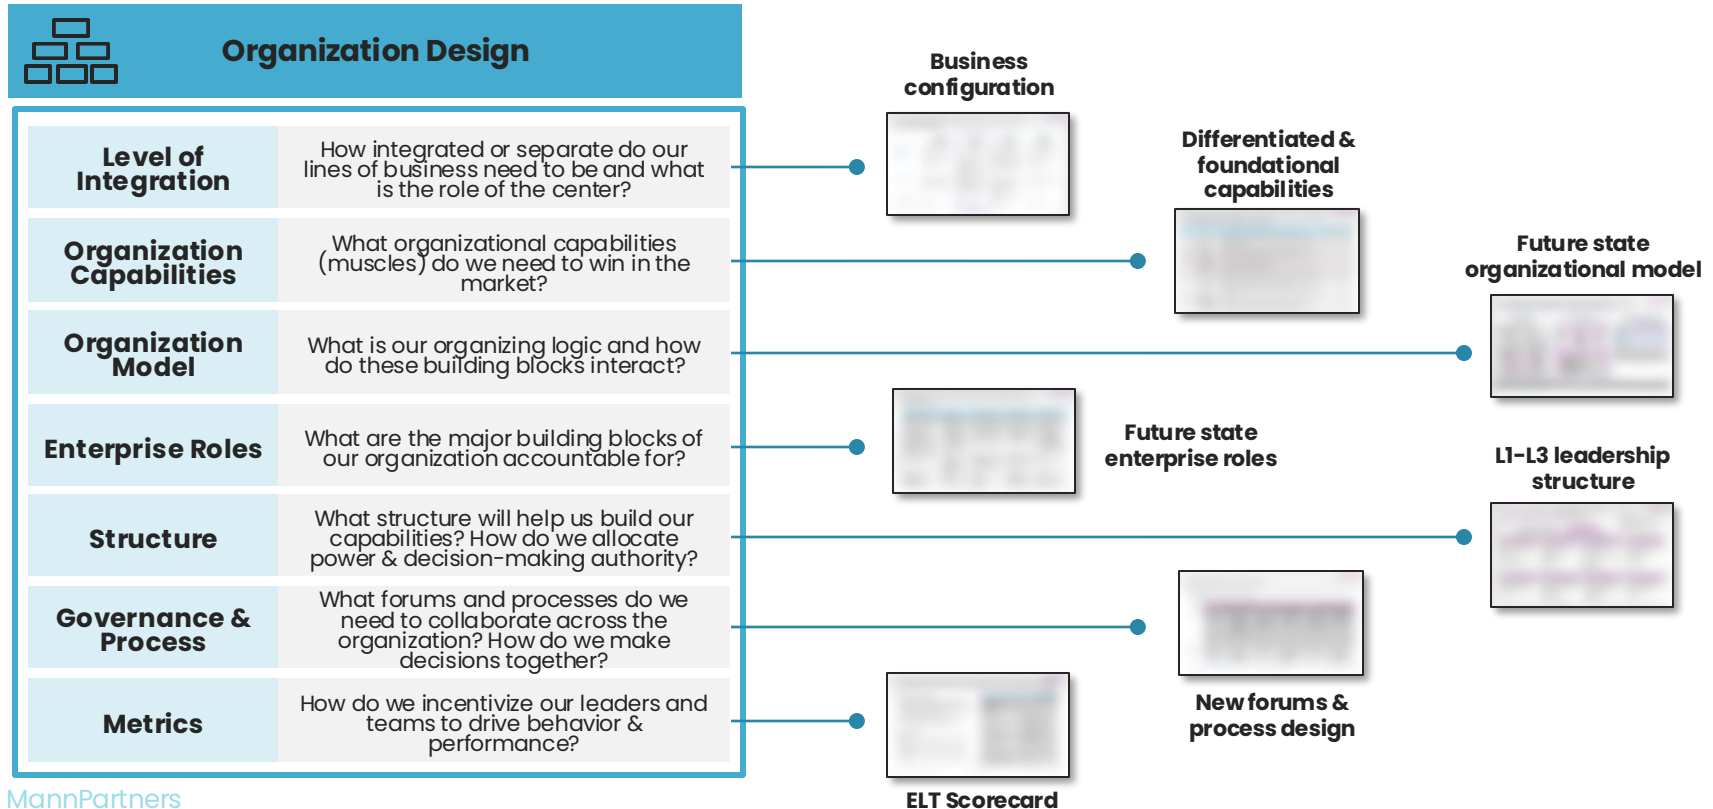 Organization Design
Business
configuration
Level of
Integration
How integrated or separate do our
lines of business need to be and what
is the role of the center?
Differentiated &
foundational
capabilities
Organization
Capabilities
What organizational capabilities
(muscles) do we need to win in the
market?
Future state
organizational model
Organization
Model
What is our organizing logic and how
do these building blocks interact?
Enterprise Roles
What are the major building blocks of
our organization accountable for?
Future state
enterprise roles
L1-L3 leadership
structure
Structure
What structure will help us build our
capabilities? How do we allocate
power & decision-making authority?
Governance &
Process
What forums and processes do we
need to collaborate across the
organization? How do we make
decisions together?
New forums &
process design
Metrics
How do we incentivize our leaders and
teams to drive behavior &
performance?
ELT Scorecard
MannPartners